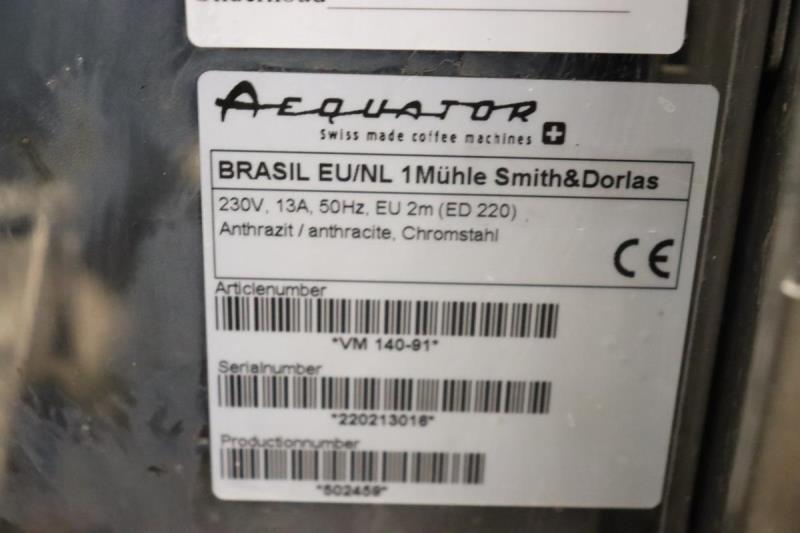 Onderhoud
AEQUATOR
Swiss made coffee machines
BRASIL EU/NL 1Mühle Smith&Dorlas
230V, 13A, 50Hz, EU 2m (ED 220)
Anthrazit / anthracite, Chromstahl
CE
Articlenumber
*VM 140-91*
Serialnumber
*220213016*
Productionnumber
*502459*